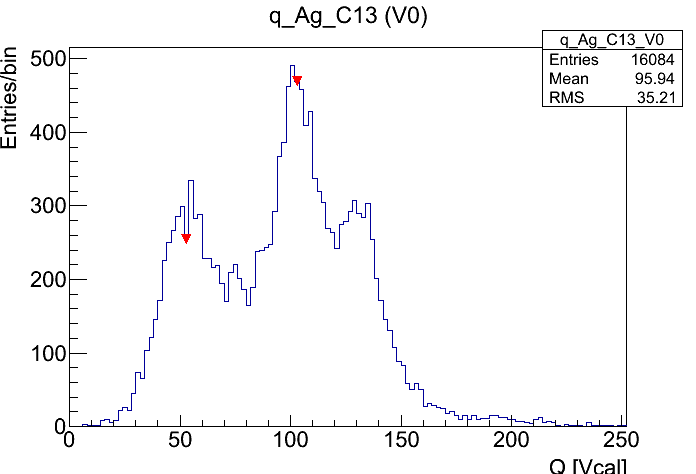 q_Ag_C13 (V0)
q_Ag_C13_V0
Entries 16084
Mean 95.94
RMS 35.21
Entries/bin
500
400
300
200
100
0
0 50 100 150 200 250
Q [Vcal]